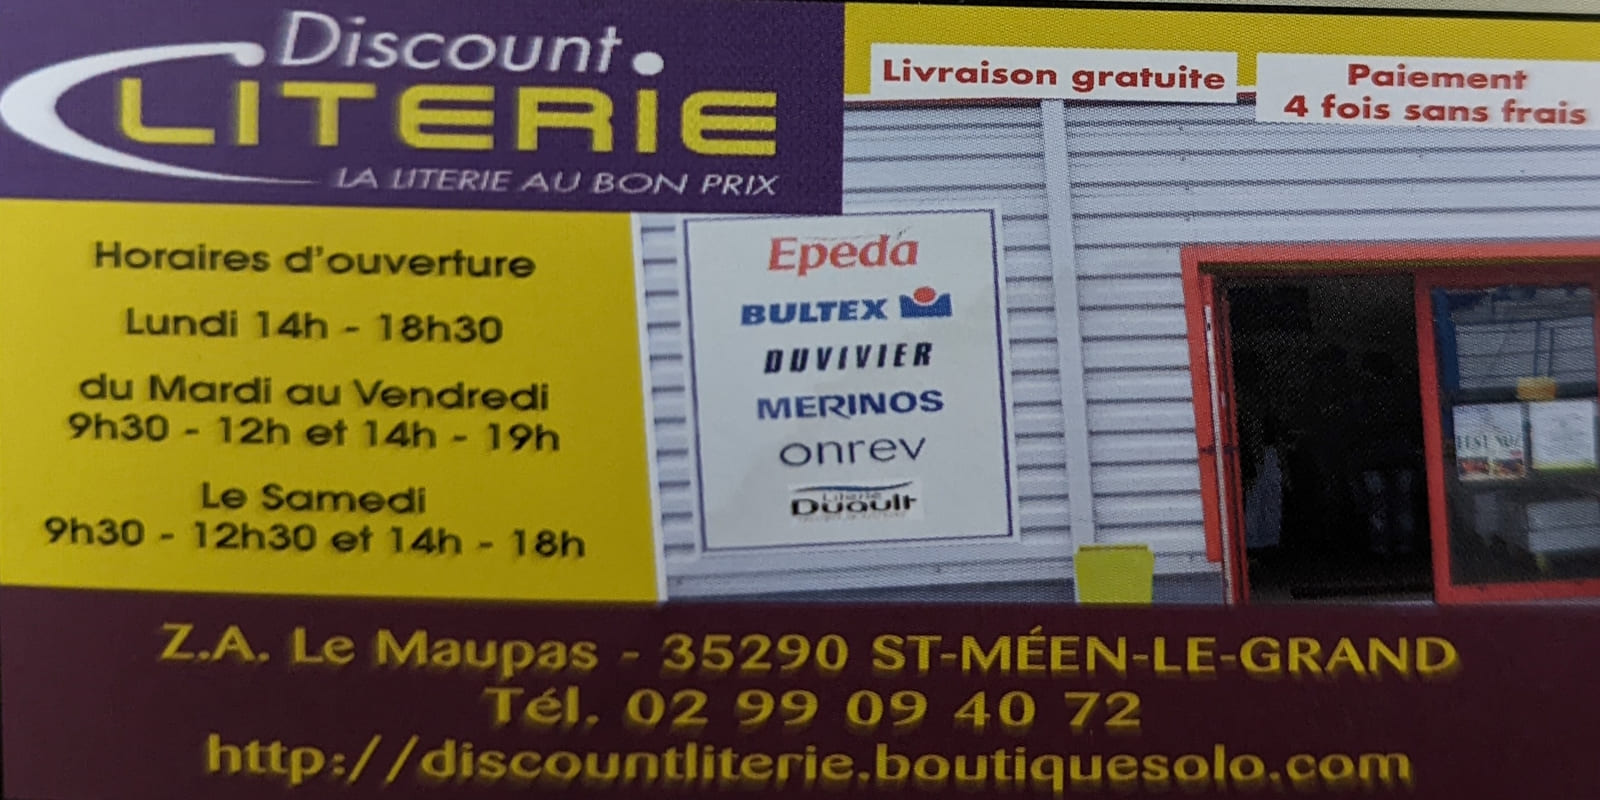 Discount
LITERIE
LA LITERIE AU BON PRIX
Livraison gratuite
Paiement
4 fois sans frais
Horaires d'ouverture
Lundi 14h - 18h30
du Mardi au Vendredi
9h30 - 12h et 14h - 19h
Le Samedi
9h30 - 12h30 et 14h - 18h
Epeda
BULTEX
DUVIVIER
MERINOS
onrev
Literie
Duault
Z.A. Le Maupas - 35290 ST-MÉEN-LE-GRAND
Tél. 02 99 09 40 72
http://discountliterie.boutiquesolo.com